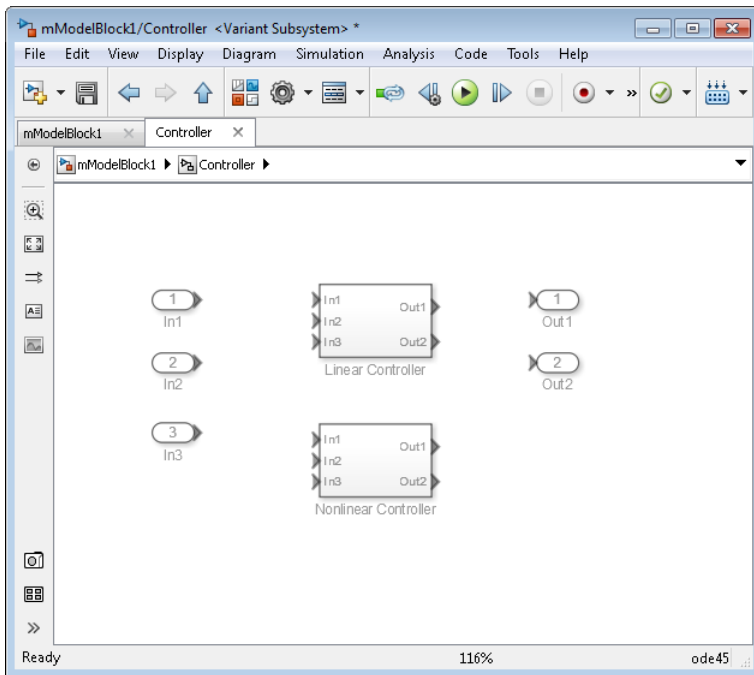 mModelBlock1/Controller <Variant Subsystem> *
File Edit View Display Diagram Simulation Analysis Code Tools Help
»
mModelBlock1 Controller
mModelBlock1 Controller
1 In1 Out1 1
In1 In2 Out1
In3 Out2
2 Linear Controller 2
In2 Out2
3 In1 Out1
In3 In2
In3 Out2
Nonlinear Controller
Ready 116% ode45